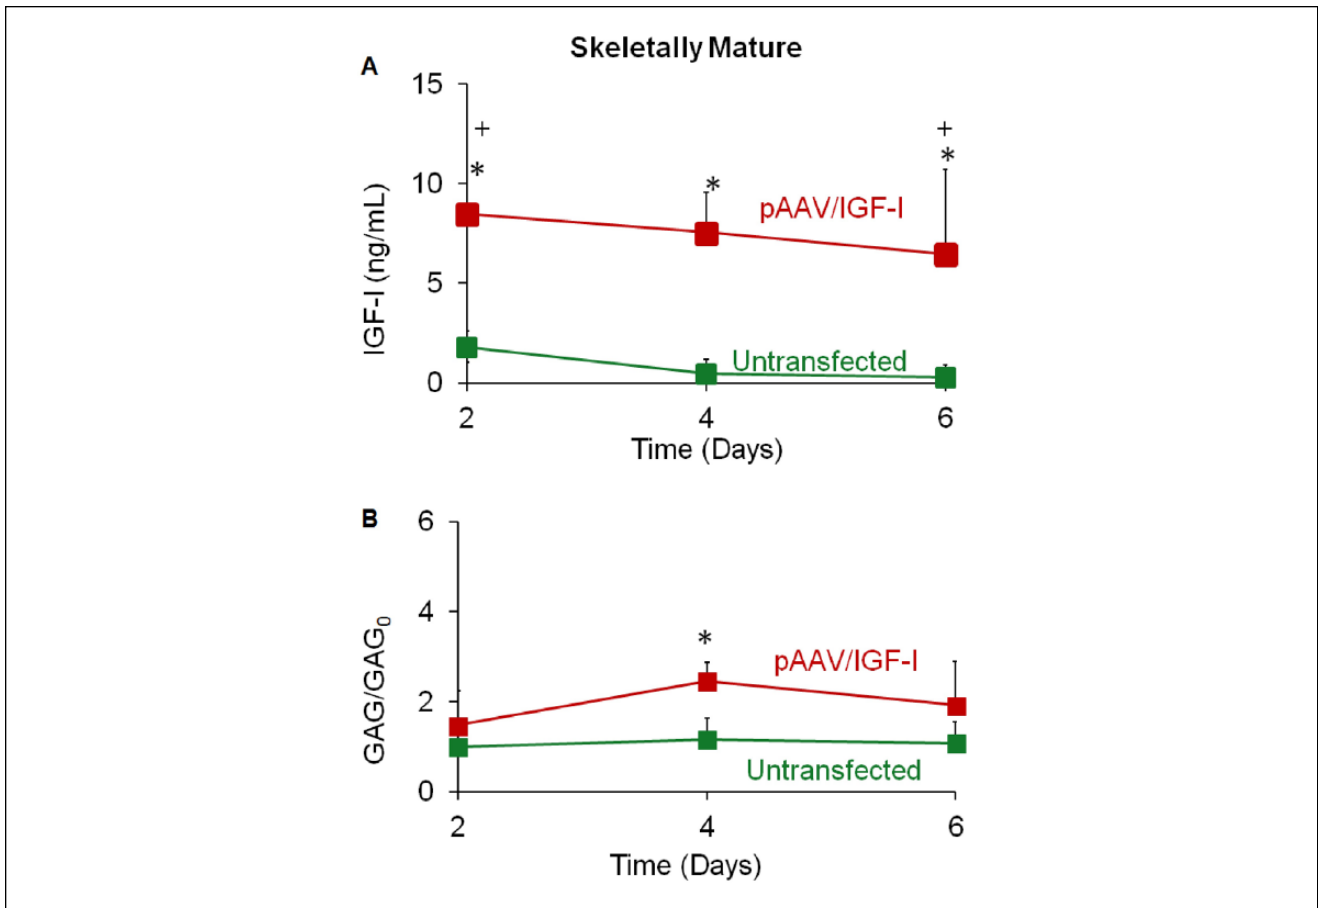 Skeletally Mature
A
15
+
+
*
*
*
10
pAAV/IGF-I
IGF-I (ng/mL)
5
Untransfected
0
2
4
6
Time (Days)
B
6
4
*
pAAV/IGF-I
GAG/GAG₀
2
Untransfected
0
2
4
6
Time (Days)